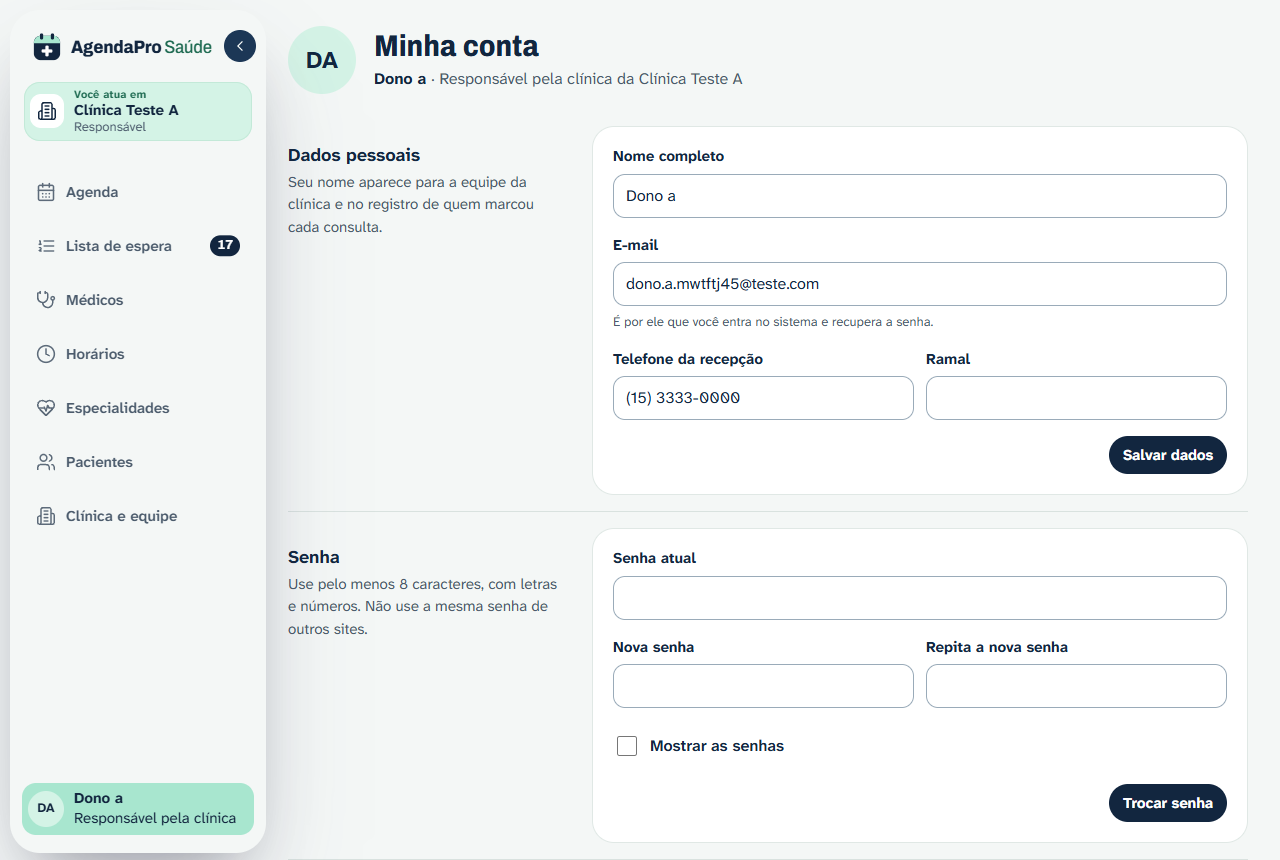 AgendaPro Saúde
Você atua em
Clínica Teste A
Responsável
Agenda
Lista de espera 17
Médicos
Horários
Especialidades
Pacientes
Clínica e equipe
DA
Dono a
Responsável pela clínica
DA
Minha conta
Dono a · Responsável pela clínica da Clínica Teste A
Dados pessoais
Seu nome aparece para a equipe da
clínica e no registro de quem marcou
cada consulta.
Nome completo
Dono a
E-mail
dono.a.mwtftj45@teste.com
É por ele que você entra no sistema e recupera a senha.
Telefone da recepção Ramal
(15) 3333-0000
Salvar dados
Senha
Use pelo menos 8 caracteres, com letras
e números. Não use a mesma senha de
outros sites.
Senha atual
Nova senha Repita a nova senha
Mostrar as senhas
Trocar senha